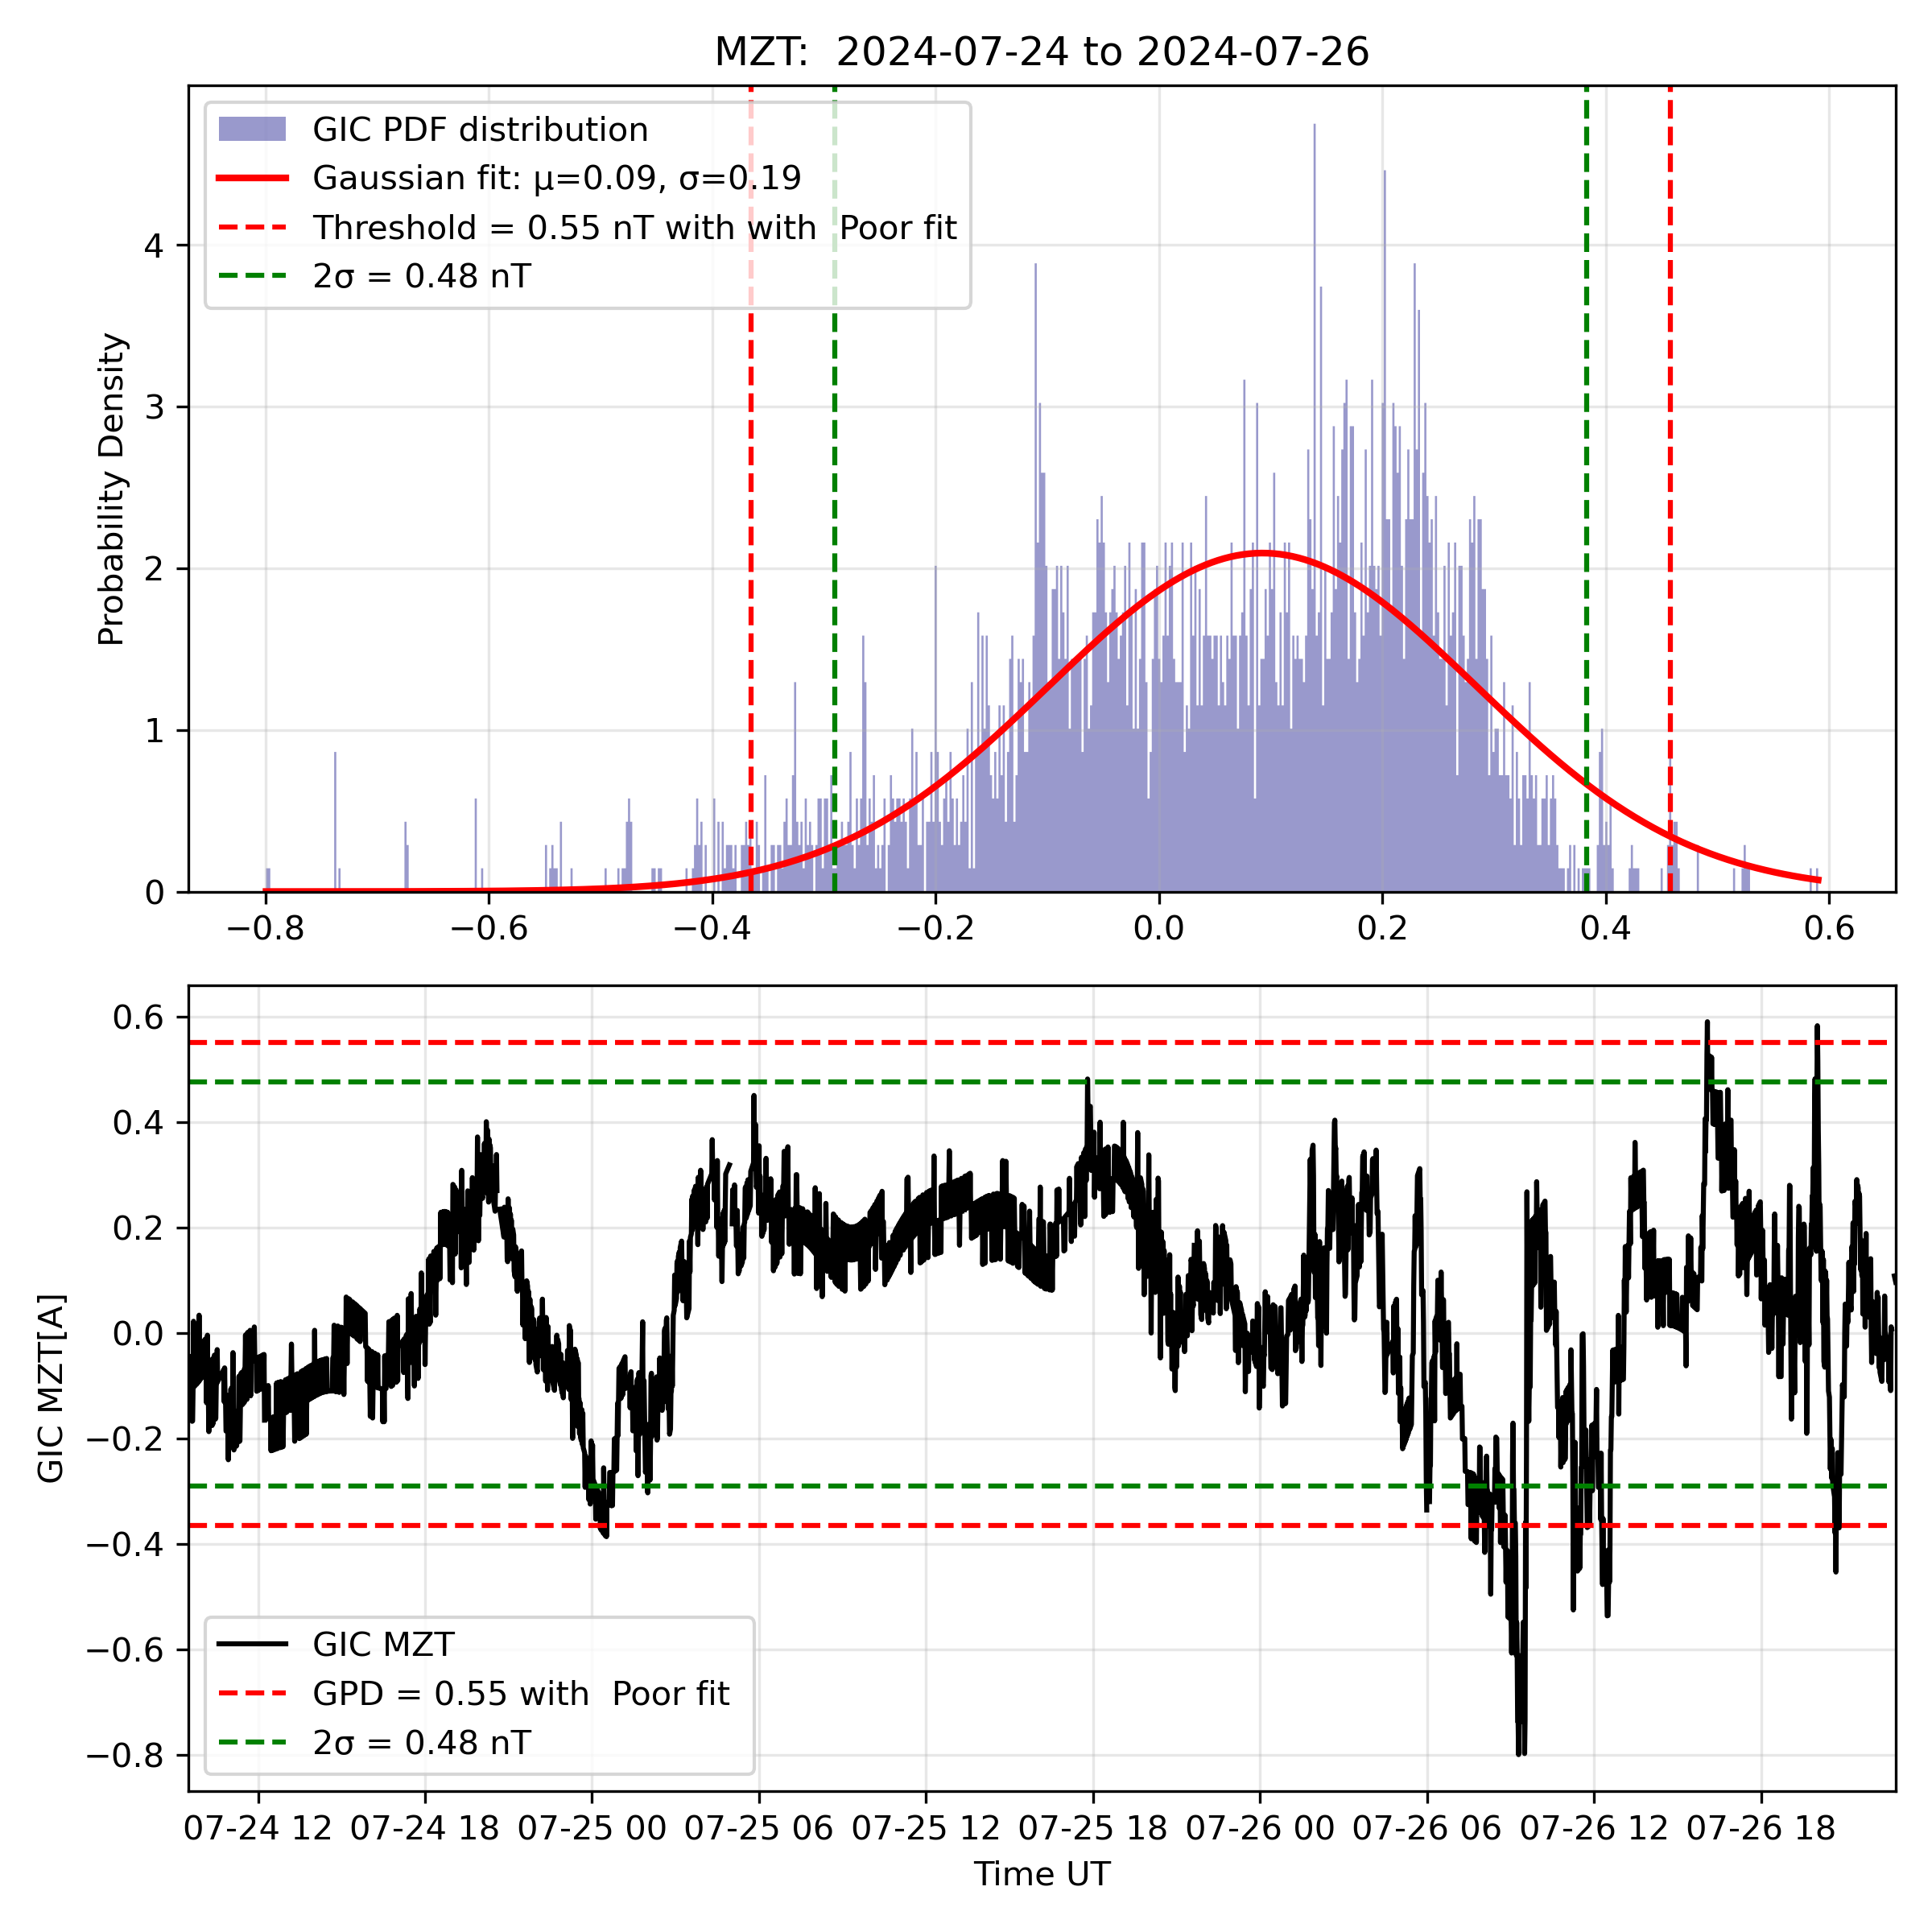 MZT:  2024-07-24 to 2024-07-26
GIC PDF distribution
Gaussian fit: μ=0.09, σ=0.19
Threshold = 0.55 nT with with  Poor fit
2σ = 0.48 nT
Probability Density
4
3
2
1
0
−0.8 −0.6 −0.4 −0.2 0.0 0.2 0.4 0.6
GIC MZT[A]
0.6
0.4
0.2
0.0
−0.2
−0.4
−0.6
−0.8
GIC MZT
GPD = 0.55 with  Poor fit
2σ = 0.48 nT
07-24 12 07-24 18 07-25 00 07-25 06 07-25 12 07-25 18 07-26 00 07-26 06 07-26 12 07-26 18
Time UT